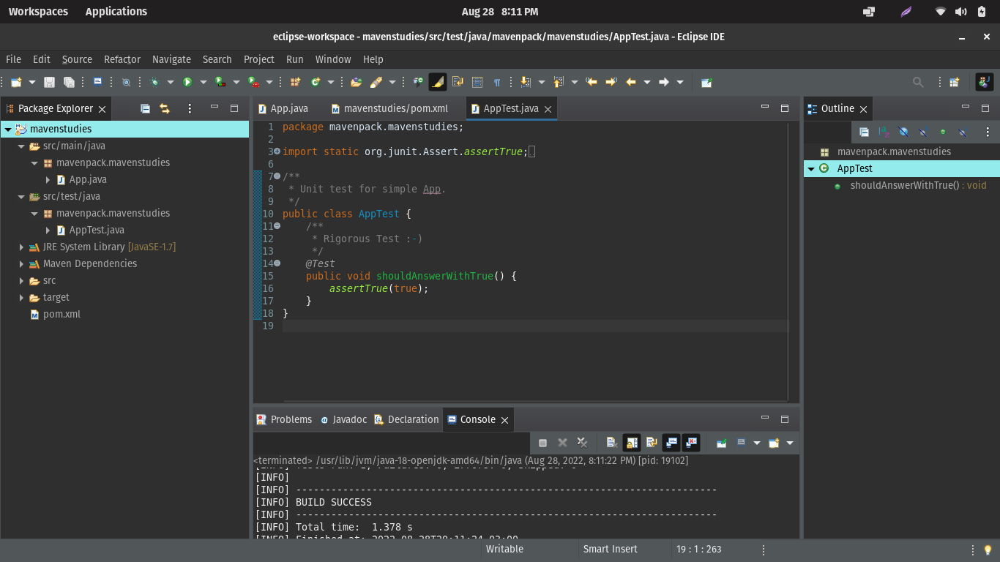 Workspaces Applications Aug 28 8:11 PM
eclipse-workspace - mavenstudies/src/test/java/mavenpack/mavenstudies/AppTest.java - Eclipse IDE
File Edit Source Refactor Navigate Search Project Run Window Help
Package Explorer
mavenstudies
src/main/java
mavenpack.mavenstudies
App.java
src/test/java
mavenpack.mavenstudies
AppTest.java
JRE System Library [JavaSE-1.7]
Maven Dependencies
src
target
pom.xml
App.java mavenstudies/pom.xml AppTest.java
1 package mavenpack.mavenstudies;
2
3 import static org.junit.Assert.assertTrue;
6
7 /**
8  * Unit test for simple App.
9  */
10 public class AppTest {
11     /**
12      * Rigorous Test :-)
13      */
14     @Test
15     public void shouldAnswerWithTrue() {
16         assertTrue(true);
17     }
18 }
19
Outline
mavenpack.mavenstudies
AppTest
shouldAnswerWithTrue() : void
Problems Javadoc Declaration Console
<terminated> /usr/lib/jvm/java-18-openjdk-amd64/bin/java (Aug 28, 2022, 8:11:22 PM) [pid: 19102]
[INFO]
[INFO] ------------------------------------------------------------------------
[INFO] BUILD SUCCESS
[INFO] ------------------------------------------------------------------------
[INFO] Total time:  1.378 s
Writable Smart Insert 19 : 1 : 263